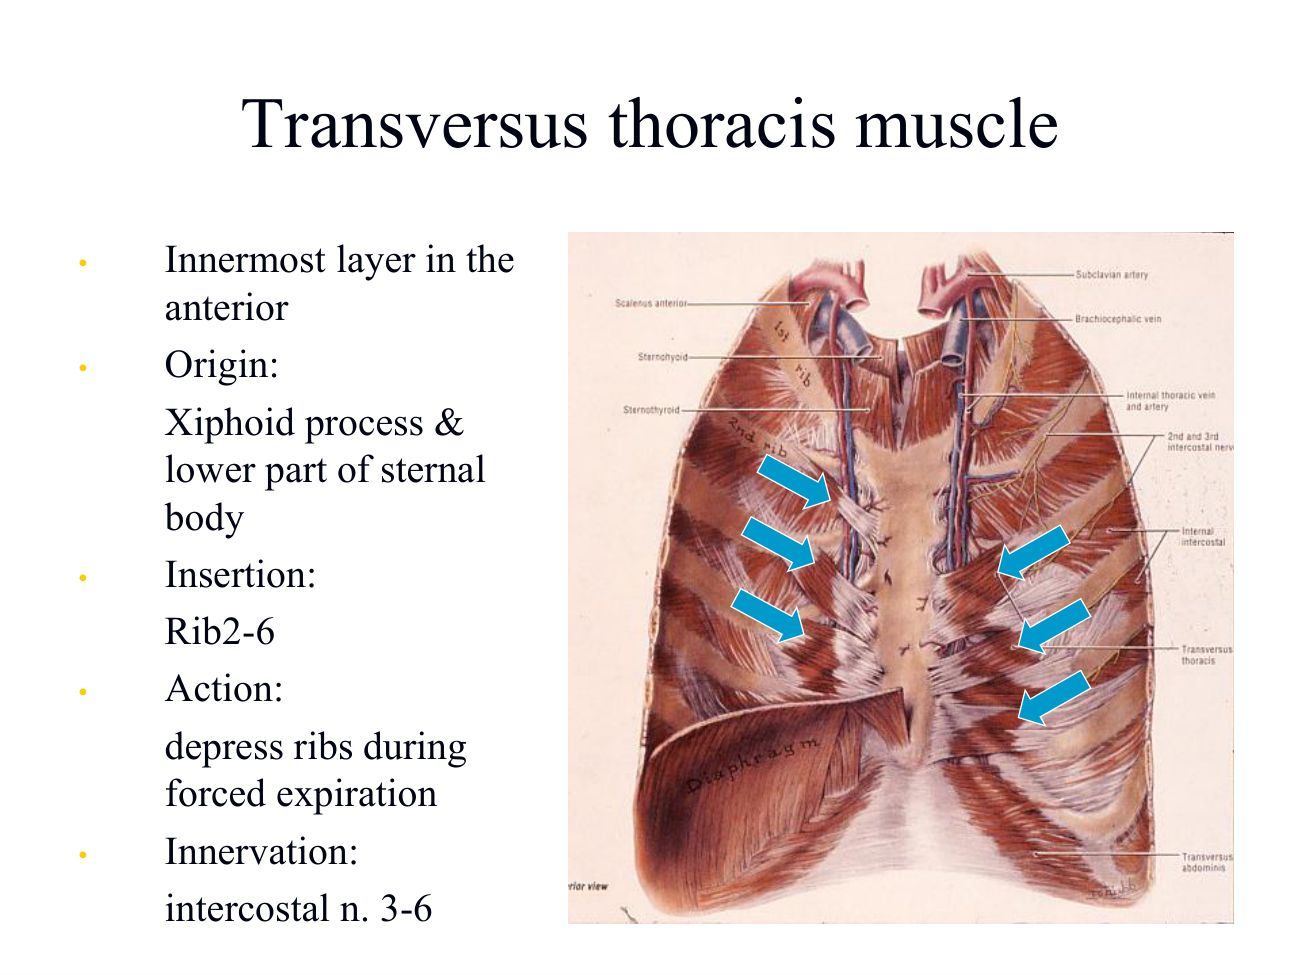 Transversus thoracis muscle
• Innermost layer in the
anterior
• Origin:
Xiphoid process &
lower part of sternal
body
• Insertion:
Rib2-6
• Action:
depress ribs during
forced expiration
• Innervation:
intercostal n. 3-6
Subclavian artery
Scalenus anterior
Brachiocephalic vein
1st
rib
Sternohyoid
Internal thoracic vein
and artery
Sternothyroid
2nd rib
2nd and 3rd
intercostal nerv
Internal
intercostal
Transversus
thoracis
Diaphragm
Transversus
abdominis
rior view